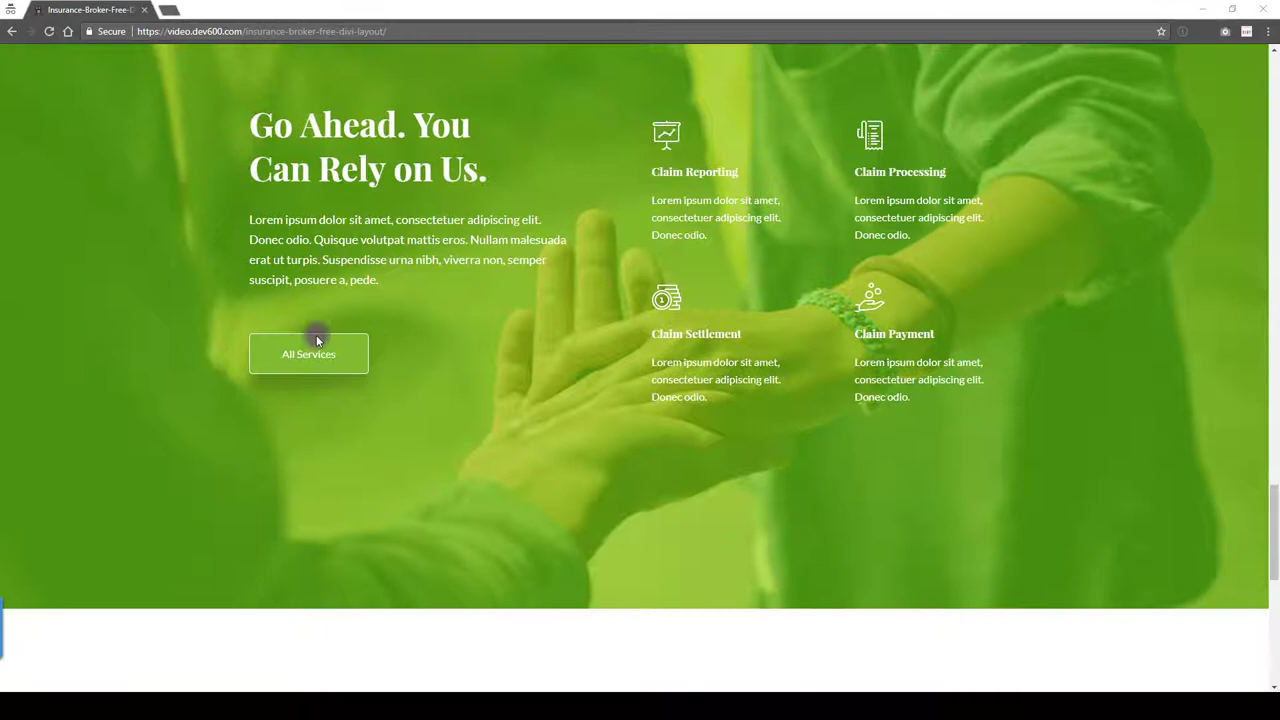 Insurance-Broker-Free-D
Secure
https://video.dev600.com/insurance-broker-free-divi-layout/
Go Ahead. You
Can Rely on Us.
Lorem ipsum dolor sit amet, consectetuer adipiscing elit.
Donec odio. Quisque volutpat mattis eros. Nullam malesuada
erat ut turpis. Suspendisse urna nibh, viverra non, semper
suscipit, posuere a, pede.
All Services
Claim Reporting
Lorem ipsum dolor sit amet,
consectetuer adipiscing elit.
Donec odio.
Claim Processing
Lorem ipsum dolor sit amet,
consectetuer adipiscing elit.
Donec odio.
1
Claim Settlement
Lorem ipsum dolor sit amet,
consectetuer adipiscing elit.
Donec odio.
Claim Payment
Lorem ipsum dolor sit amet,
consectetuer adipiscing elit.
Donec odio.